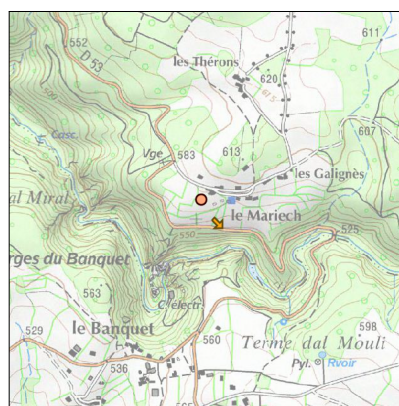 552
D 53
611
les Thérons
620
Casc.
607
Vge
583
613
les Galignès
al Miral
le Mariech
550
525
rges du Banquet
563
C. électr.
598
529
le Banquet
560
Terme dal Mouli
536
Pyl.
Rvoir